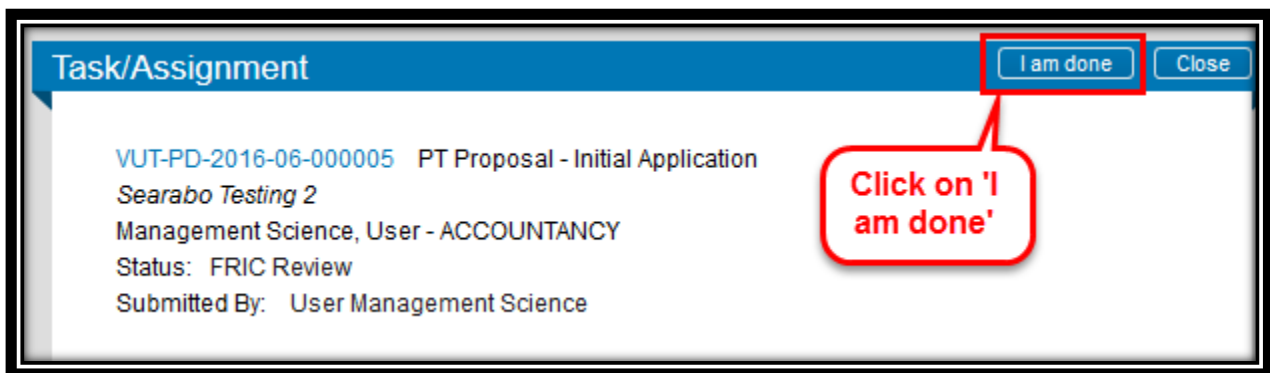 Task/Assignment I am done Close
VUT-PD-2016-06-000005 PT Proposal - Initial Application
Searabo Testing 2
Management Science, User - ACCOUNTANCY
Status: FRIC Review
Submitted By: User Management Science
Click on 'I
am done'